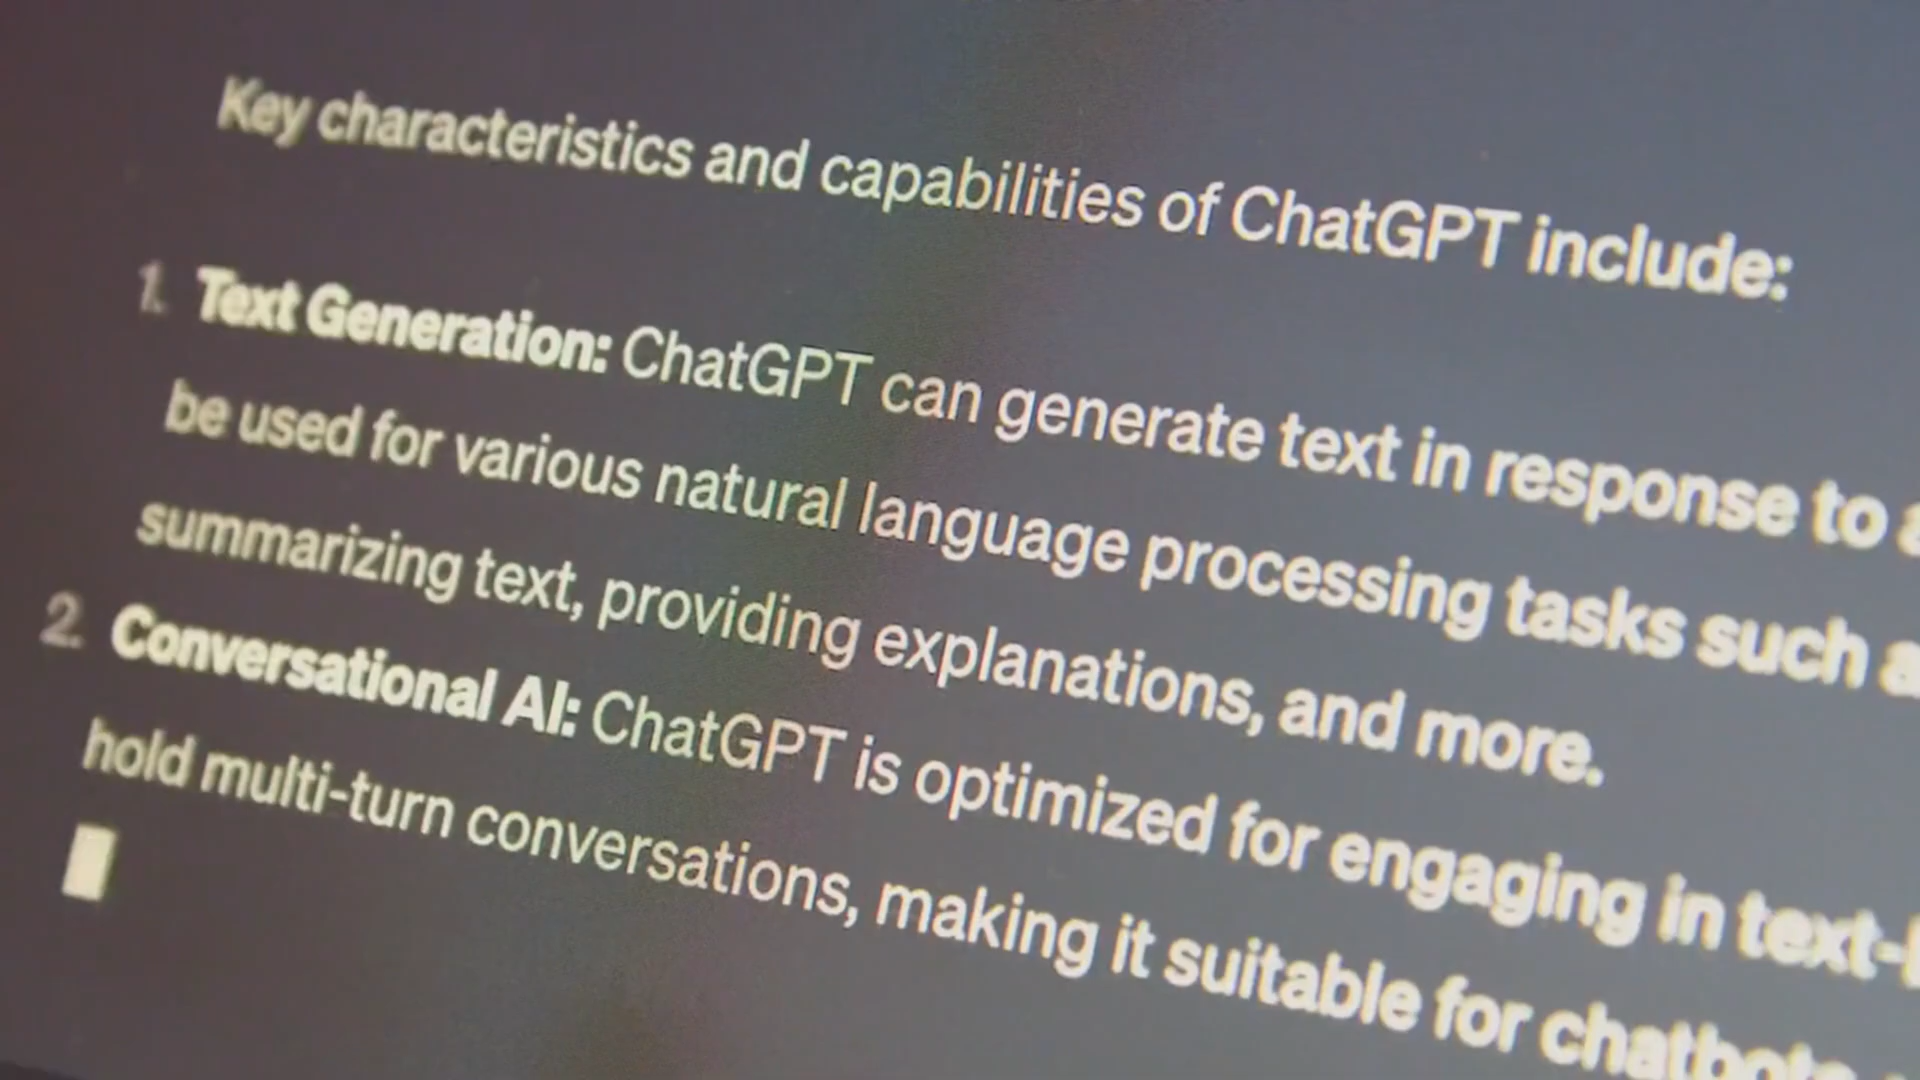 Key characteristics and capabilities of ChatGPT include:
1. Text Generation: ChatGPT can generate text in response to
be used for various natural language processing tasks such
summarizing text, providing explanations, and more.
2. Conversational AI: ChatGPT is optimized for engaging in
hold multi-turn conversations, making it suitable for chatbots